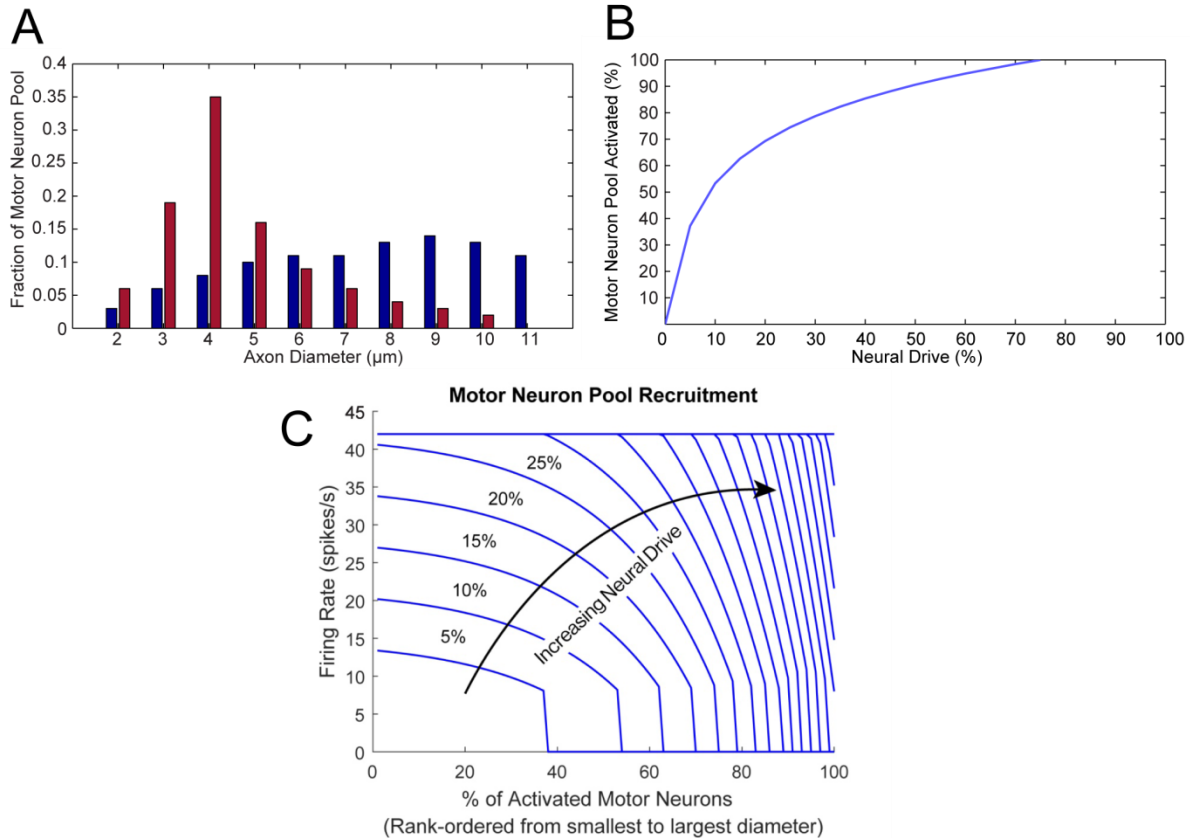 A
0.4
0.35
0.3
0.25
0.2
0.15
0.1
0.05
0
Fraction of Motor Neuron Pool
2 3 4 5 6 7 8 9 10 11
Axon Diameter (μm)
B
100
90
80
70
60
50
40
30
20
10
Motor Neuron Pool Activated (%)
0 10 20 30 40 50 60 70 80 90 100
Neural Drive (%)
C
Motor Neuron Pool Recruitment
45
40
35
30
25
20
15
10
5
0
Firing Rate (spikes/s)
25%
20%
15%
10%
5%
Increasing Neural Drive
0 20 40 60 80 100
% of Activated Motor Neurons
(Rank-ordered from smallest to largest diameter)